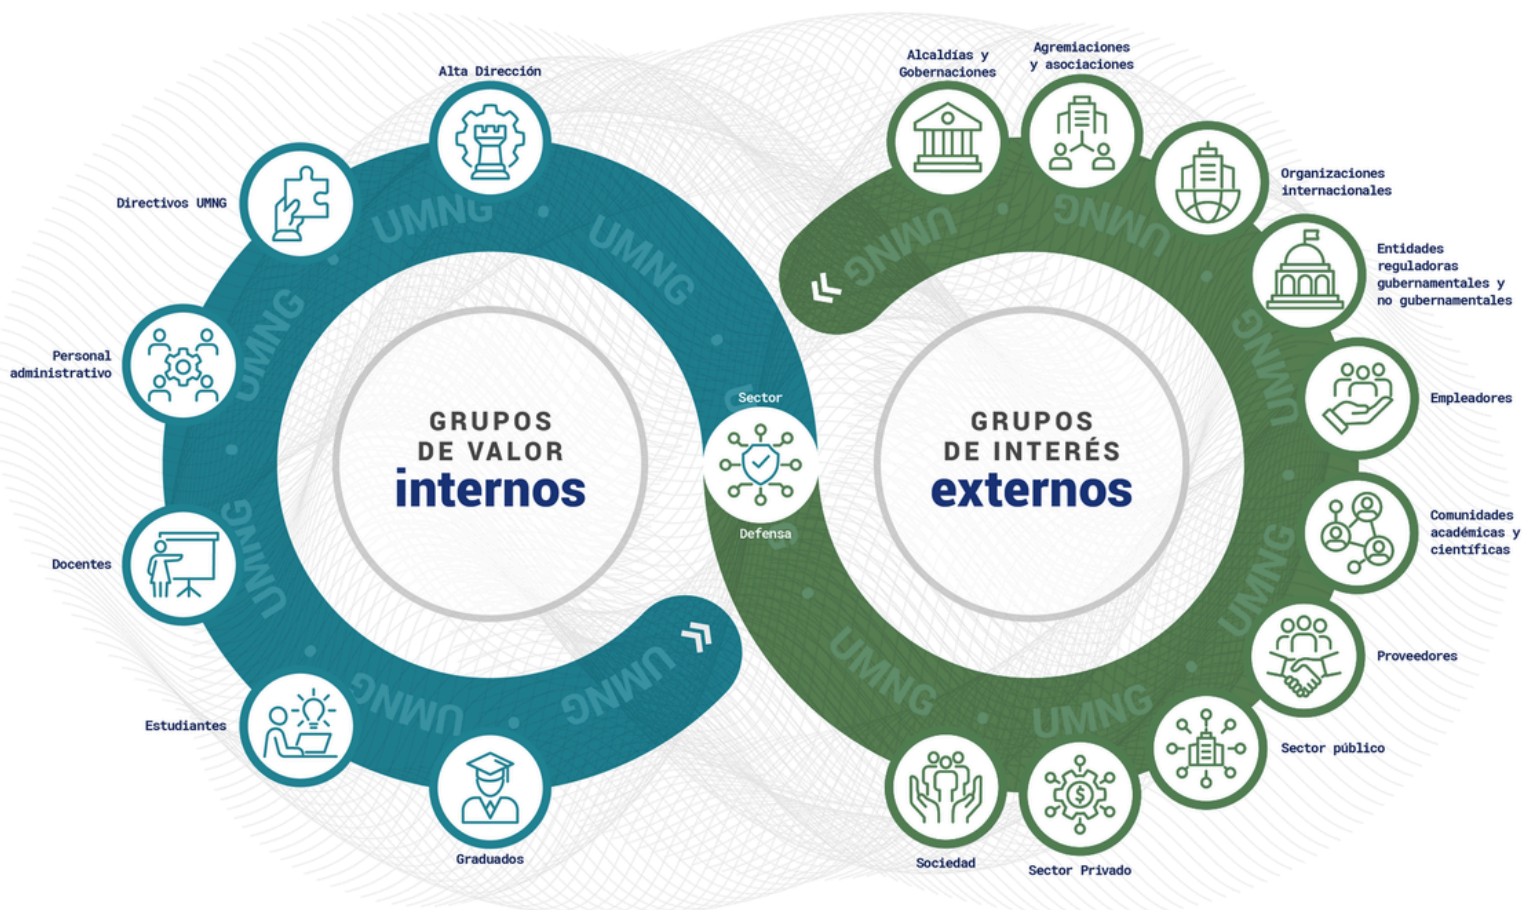 Alta Dirección
Directivos UMNG
Personal
administrativo
Docentes
Estudiantes
Graduados
GRUPOS
DE VALOR
internos
UMNG
UMNG
UMNG
UMNG
UMNG
UMNG
Sector
Defensa
GRUPOS
DE INTERÉS
externos
Alcaldías y
Gobernaciones
Agremiaciones
y asociaciones
Organizaciones
internacionales
Entidades
reguladoras
gubernamentales y
no gubernamentales
Empleadores
Comunidades
académicas y
científicas
Proveedores
Sector público
Sector Privado
Sociedad
UMNG
UMNG
UMNG
UMNG
UMNG
UMNG
$